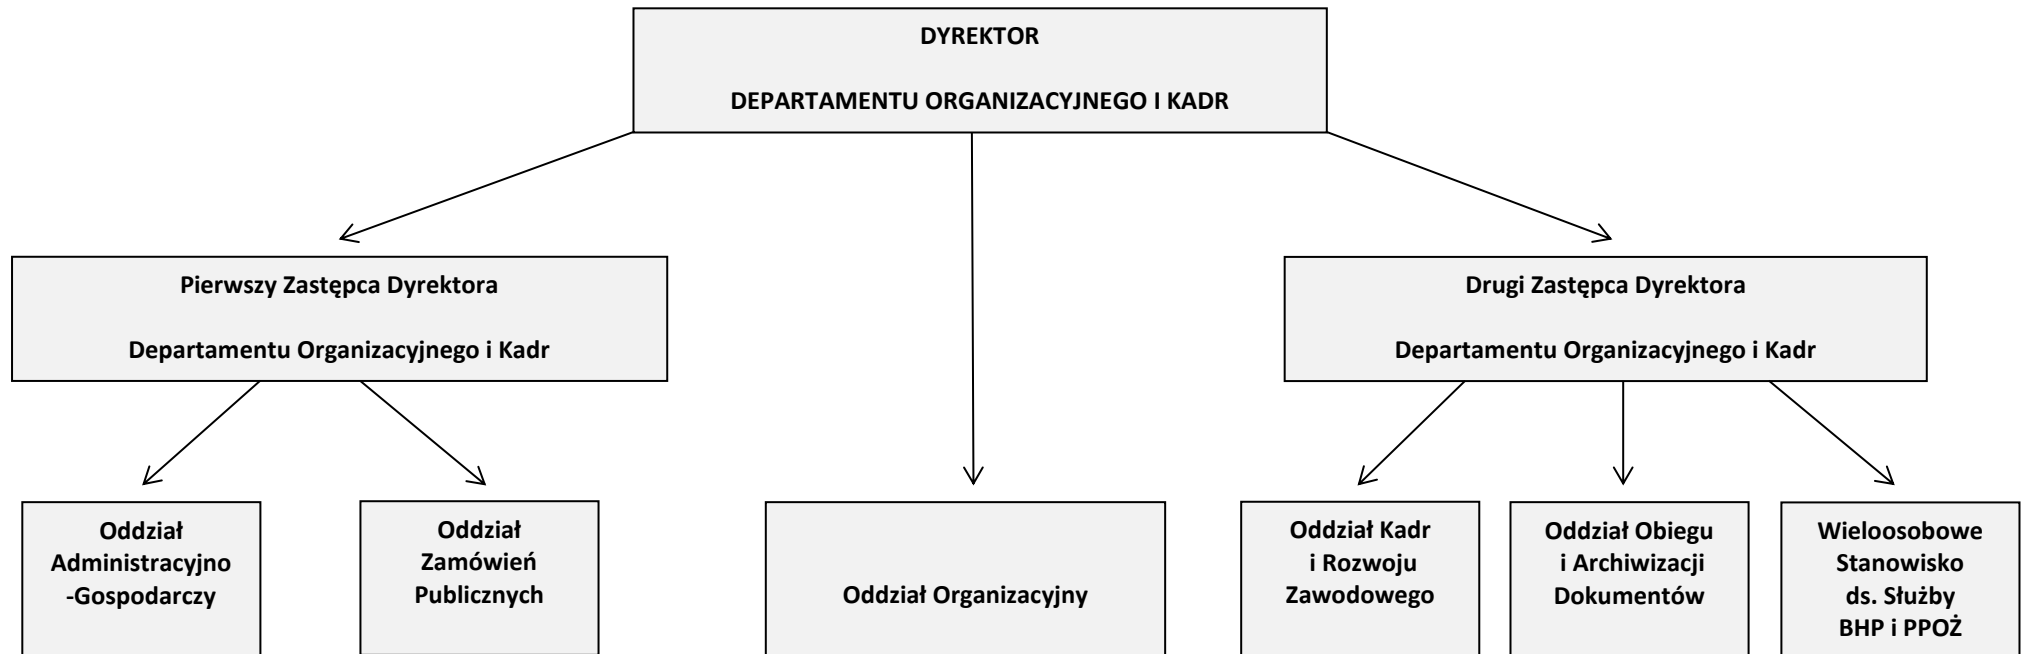 DYREKTOR
DEPARTAMENTU ORGANIZACYJNEGO I KADR
Pierwszy Zastępca Dyrektora
Departamentu Organizacyjnego i Kadr
Drugi Zastępca Dyrektora
Departamentu Organizacyjnego i Kadr
Oddział
Administracyjno
-Gospodarczy
Oddział
Zamówień
Publicznych
Oddział Organizacyjny
Oddział Kadr
i Rozwoju
Zawodowego
Oddział Obiegu
i Archiwizacji
Dokumentów
Wieloosobowe
Stanowisko
ds. Służby
BHP i PPOŻ